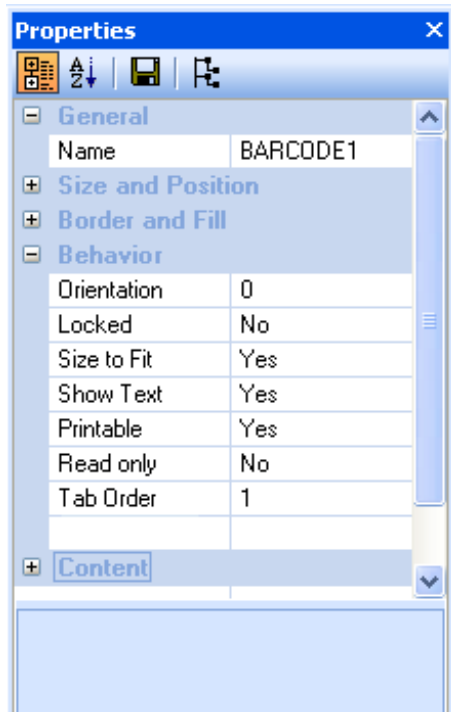 Properties
General
Name BARCODE1
Size and Position
Border and Fill
Behavior
Orientation 0
Locked No
Size to Fit Yes
Show Text Yes
Printable Yes
Read only No
Tab Order 1
Content